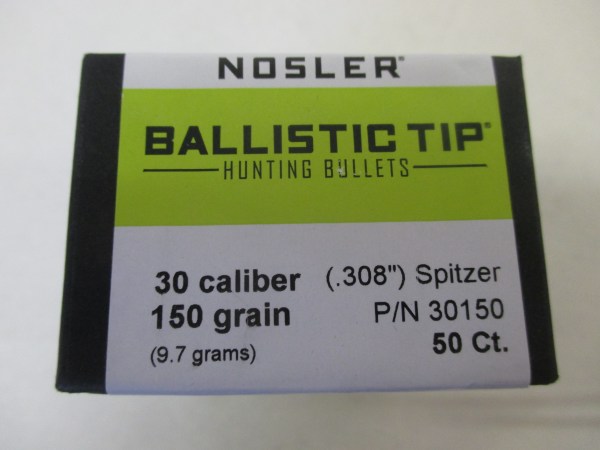 NOSLER®
BALLISTIC TIP®
HUNTING BULLETS
30 caliber (.308") Spitzer
150 grain P/N 30150
(9.7 grams) 50 Ct.